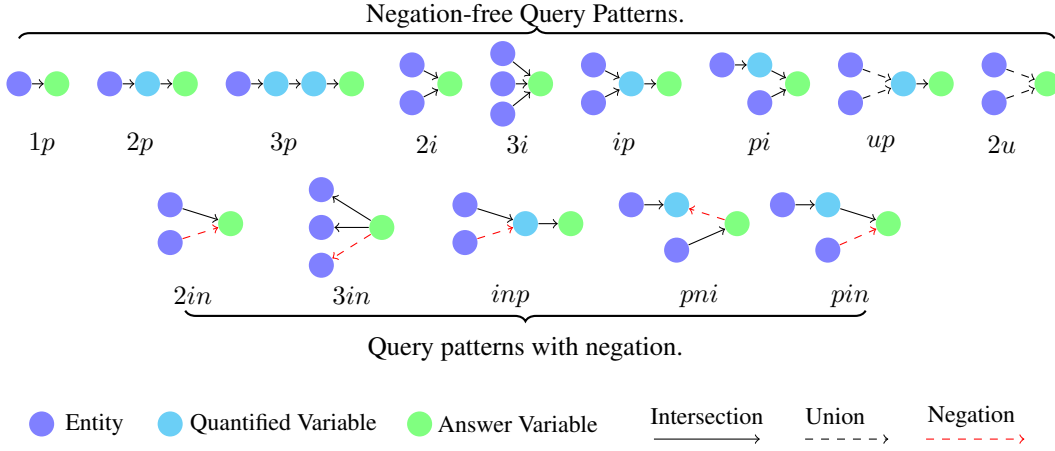 Negation-free Query Patterns.
1p 2p 3p 2i 3i ip pi up 2u
2in 3in inp pni pin
Query patterns with negation.
Entity Quantified Variable Answer Variable Intersection Union Negation